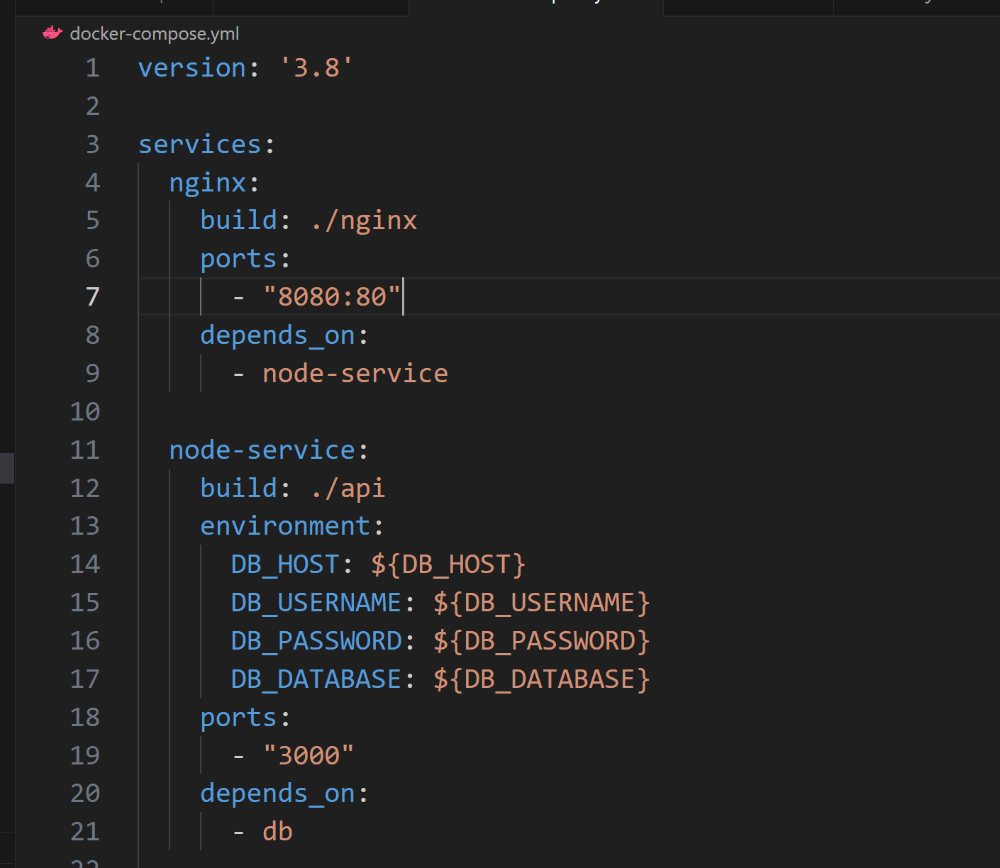 docker-compose.yml
1 version: '3.8'
2
3 services:
4   nginx:
5     build: ./nginx
6     ports:
7       - "8080:80"
8     depends_on:
9       - node-service
10
11   node-service:
12     build: ./api
13     environment:
14       DB_HOST: ${DB_HOST}
15       DB_USERNAME: ${DB_USERNAME}
16       DB_PASSWORD: ${DB_PASSWORD}
17       DB_DATABASE: ${DB_DATABASE}
18     ports:
19       - "3000"
20     depends_on:
21       - db
22